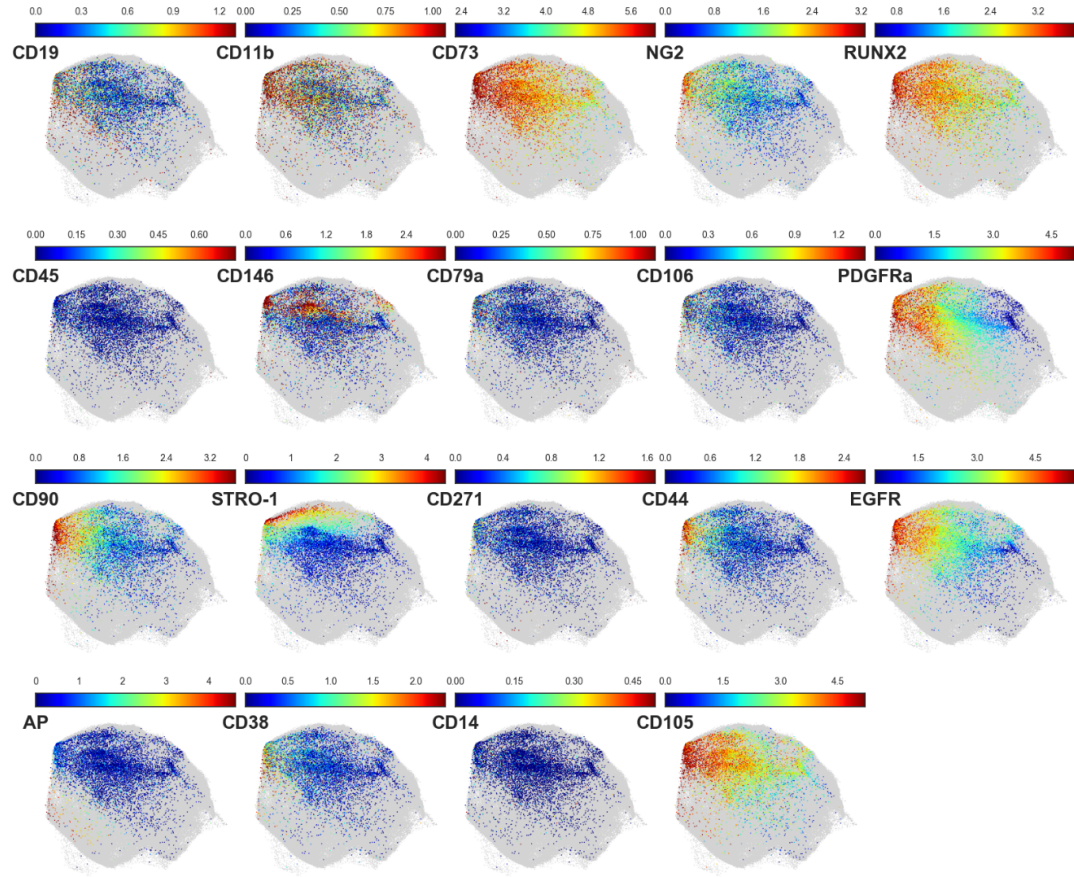 0.0 0.3 0.6 0.9 1.2 0.00 0.25 0.50 0.75 1.00 2.4 3.2 4.0 4.8 5.6 0.0 0.8 1.6 2.4 3.2 0.8 1.6 2.4 3.2
CD19 CD11b CD73 NG2 RUNX2
0.00 0.15 0.30 0.45 0.60 0.0 0.6 1.2 1.8 2.4 0.00 0.25 0.50 0.75 1.00 0.0 0.3 0.6 0.9 1.2 1.5 3.0 4.5
CD45 CD146 CD79a CD106 PDGFRa
0.0 0.8 1.6 2.4 3.2 0 1 2 3 4 0.0 0.4 0.8 1.2 1.6 0.0 0.6 1.2 1.8 2.4 1.5 3.0 4.5
CD90 STRO-1 CD271 CD44 EGFR
0 1 2 3 4 0.0 0.5 1.0 1.5 2.0 0.00 0.15 0.30 0.45 0.0 1.5 3.0 4.5
AP CD38 CD14 CD105